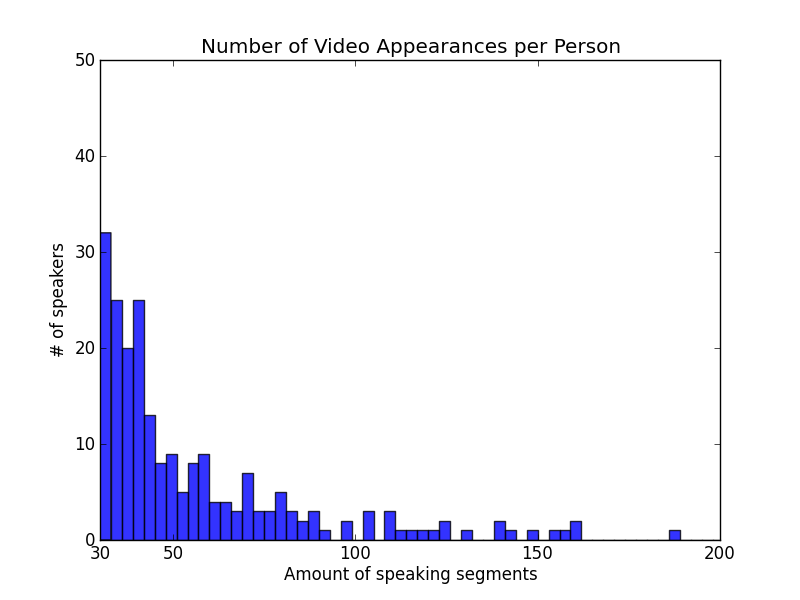 Number of Video Appearances per Person
50
40
30
20
10
0
# of speakers
30 50 100 150 200
Amount of speaking segments